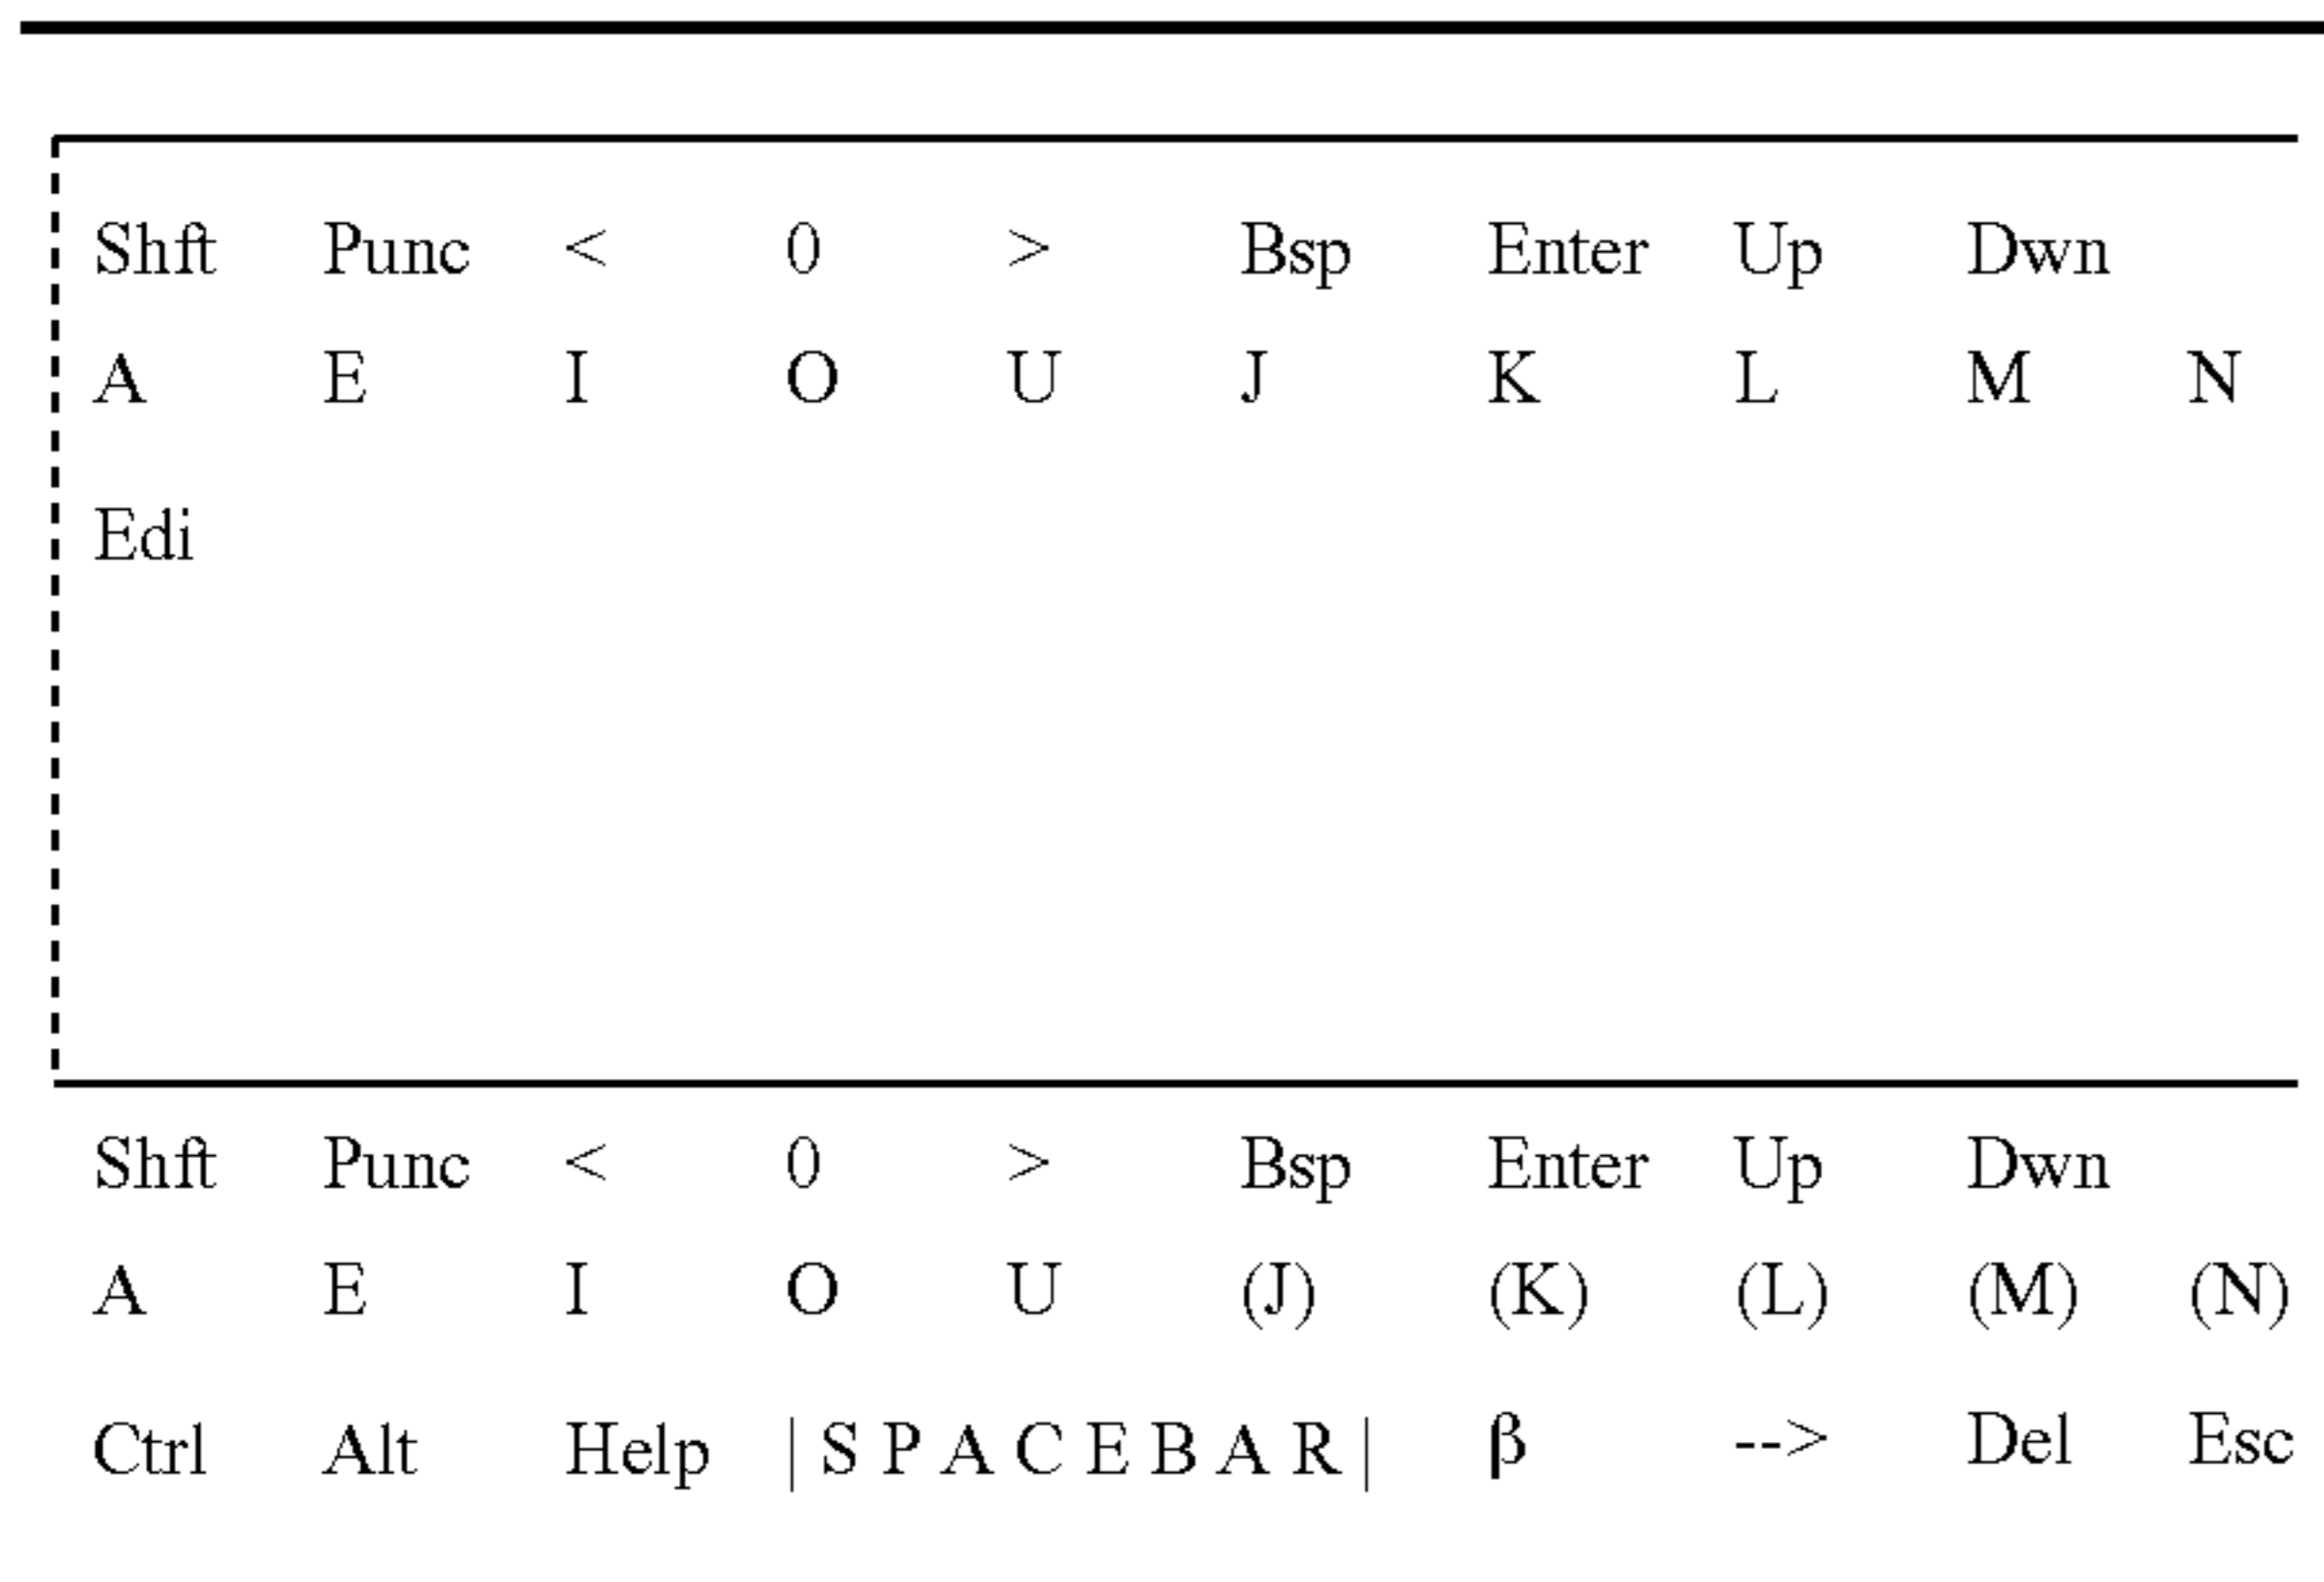 Shft Punc < 0 > Bsp Enter Up Dwn
A E I O U J K L M N
Edi
Shft Punc < 0 > Bsp Enter Up Dwn
A E I O U (J) (K) (L) (M) (N)
Ctrl Alt Help | S P A C E B A R | β --> Del Esc